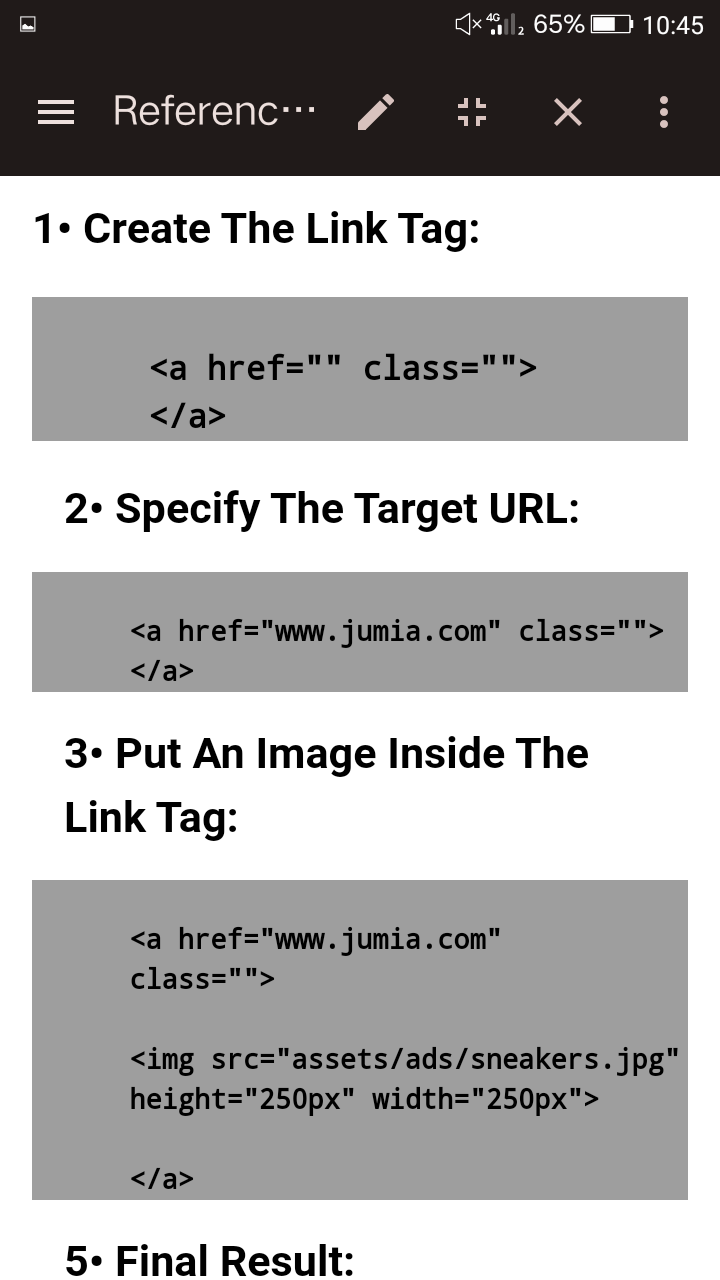 4G 2 65% 10:45
Referenc...
1• Create The Link Tag:
<a href="" class="">
</a>
2• Specify The Target URL:
<a href="www.jumia.com" class="">
</a>
3• Put An Image Inside The
Link Tag:
<a href="www.jumia.com"
class="">
<img src="assets/ads/sneakers.jpg"
height="250px" width="250px">
</a>
5• Final Result: